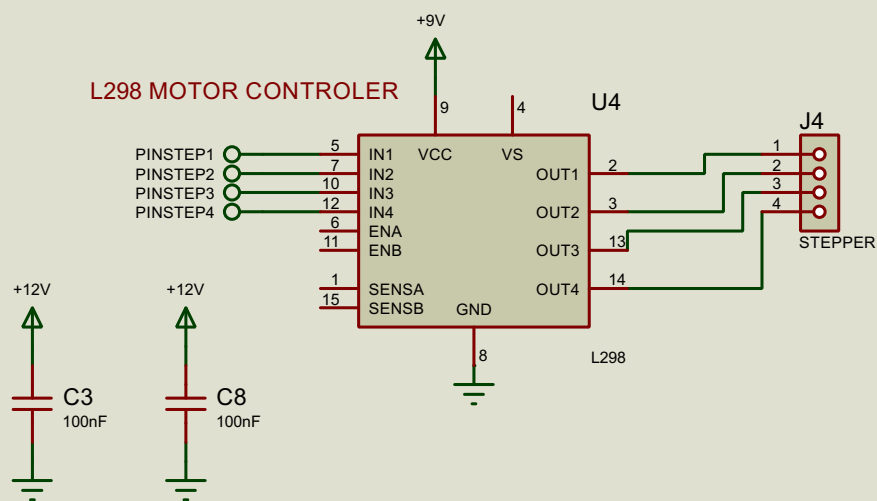 +9V
L298 MOTOR CONTROLER
U4
9
4
J4
PINSTEP1
5
IN1
VCC
VS
1
PINSTEP2
7
IN2
OUT1
2
2
PINSTEP3
10
IN3
3
PINSTEP4
12
IN4
OUT2
3
4
6
ENA
STEPPER
11
ENB
OUT3
13
1
SENSA
OUT4
14
15
SENSB
GND
+12V
+12V
8
L298
C3
100nF
C8
100nF